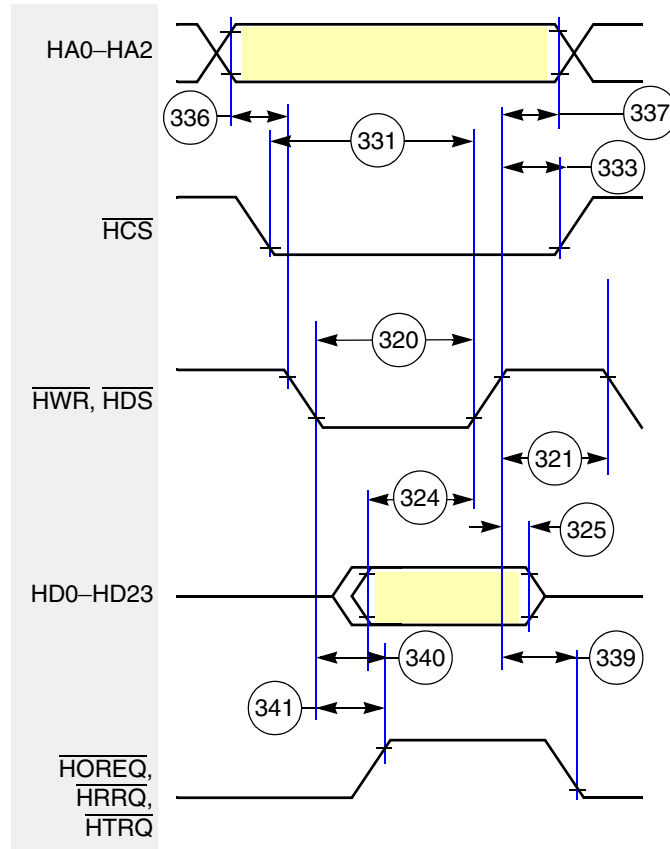 HA0–HA2
336
337
331
333
HCS
320
HWR, HDS
321
324
325
HD0–HD23
340
339
341
HOREQ,
HRRQ,
HTRQ